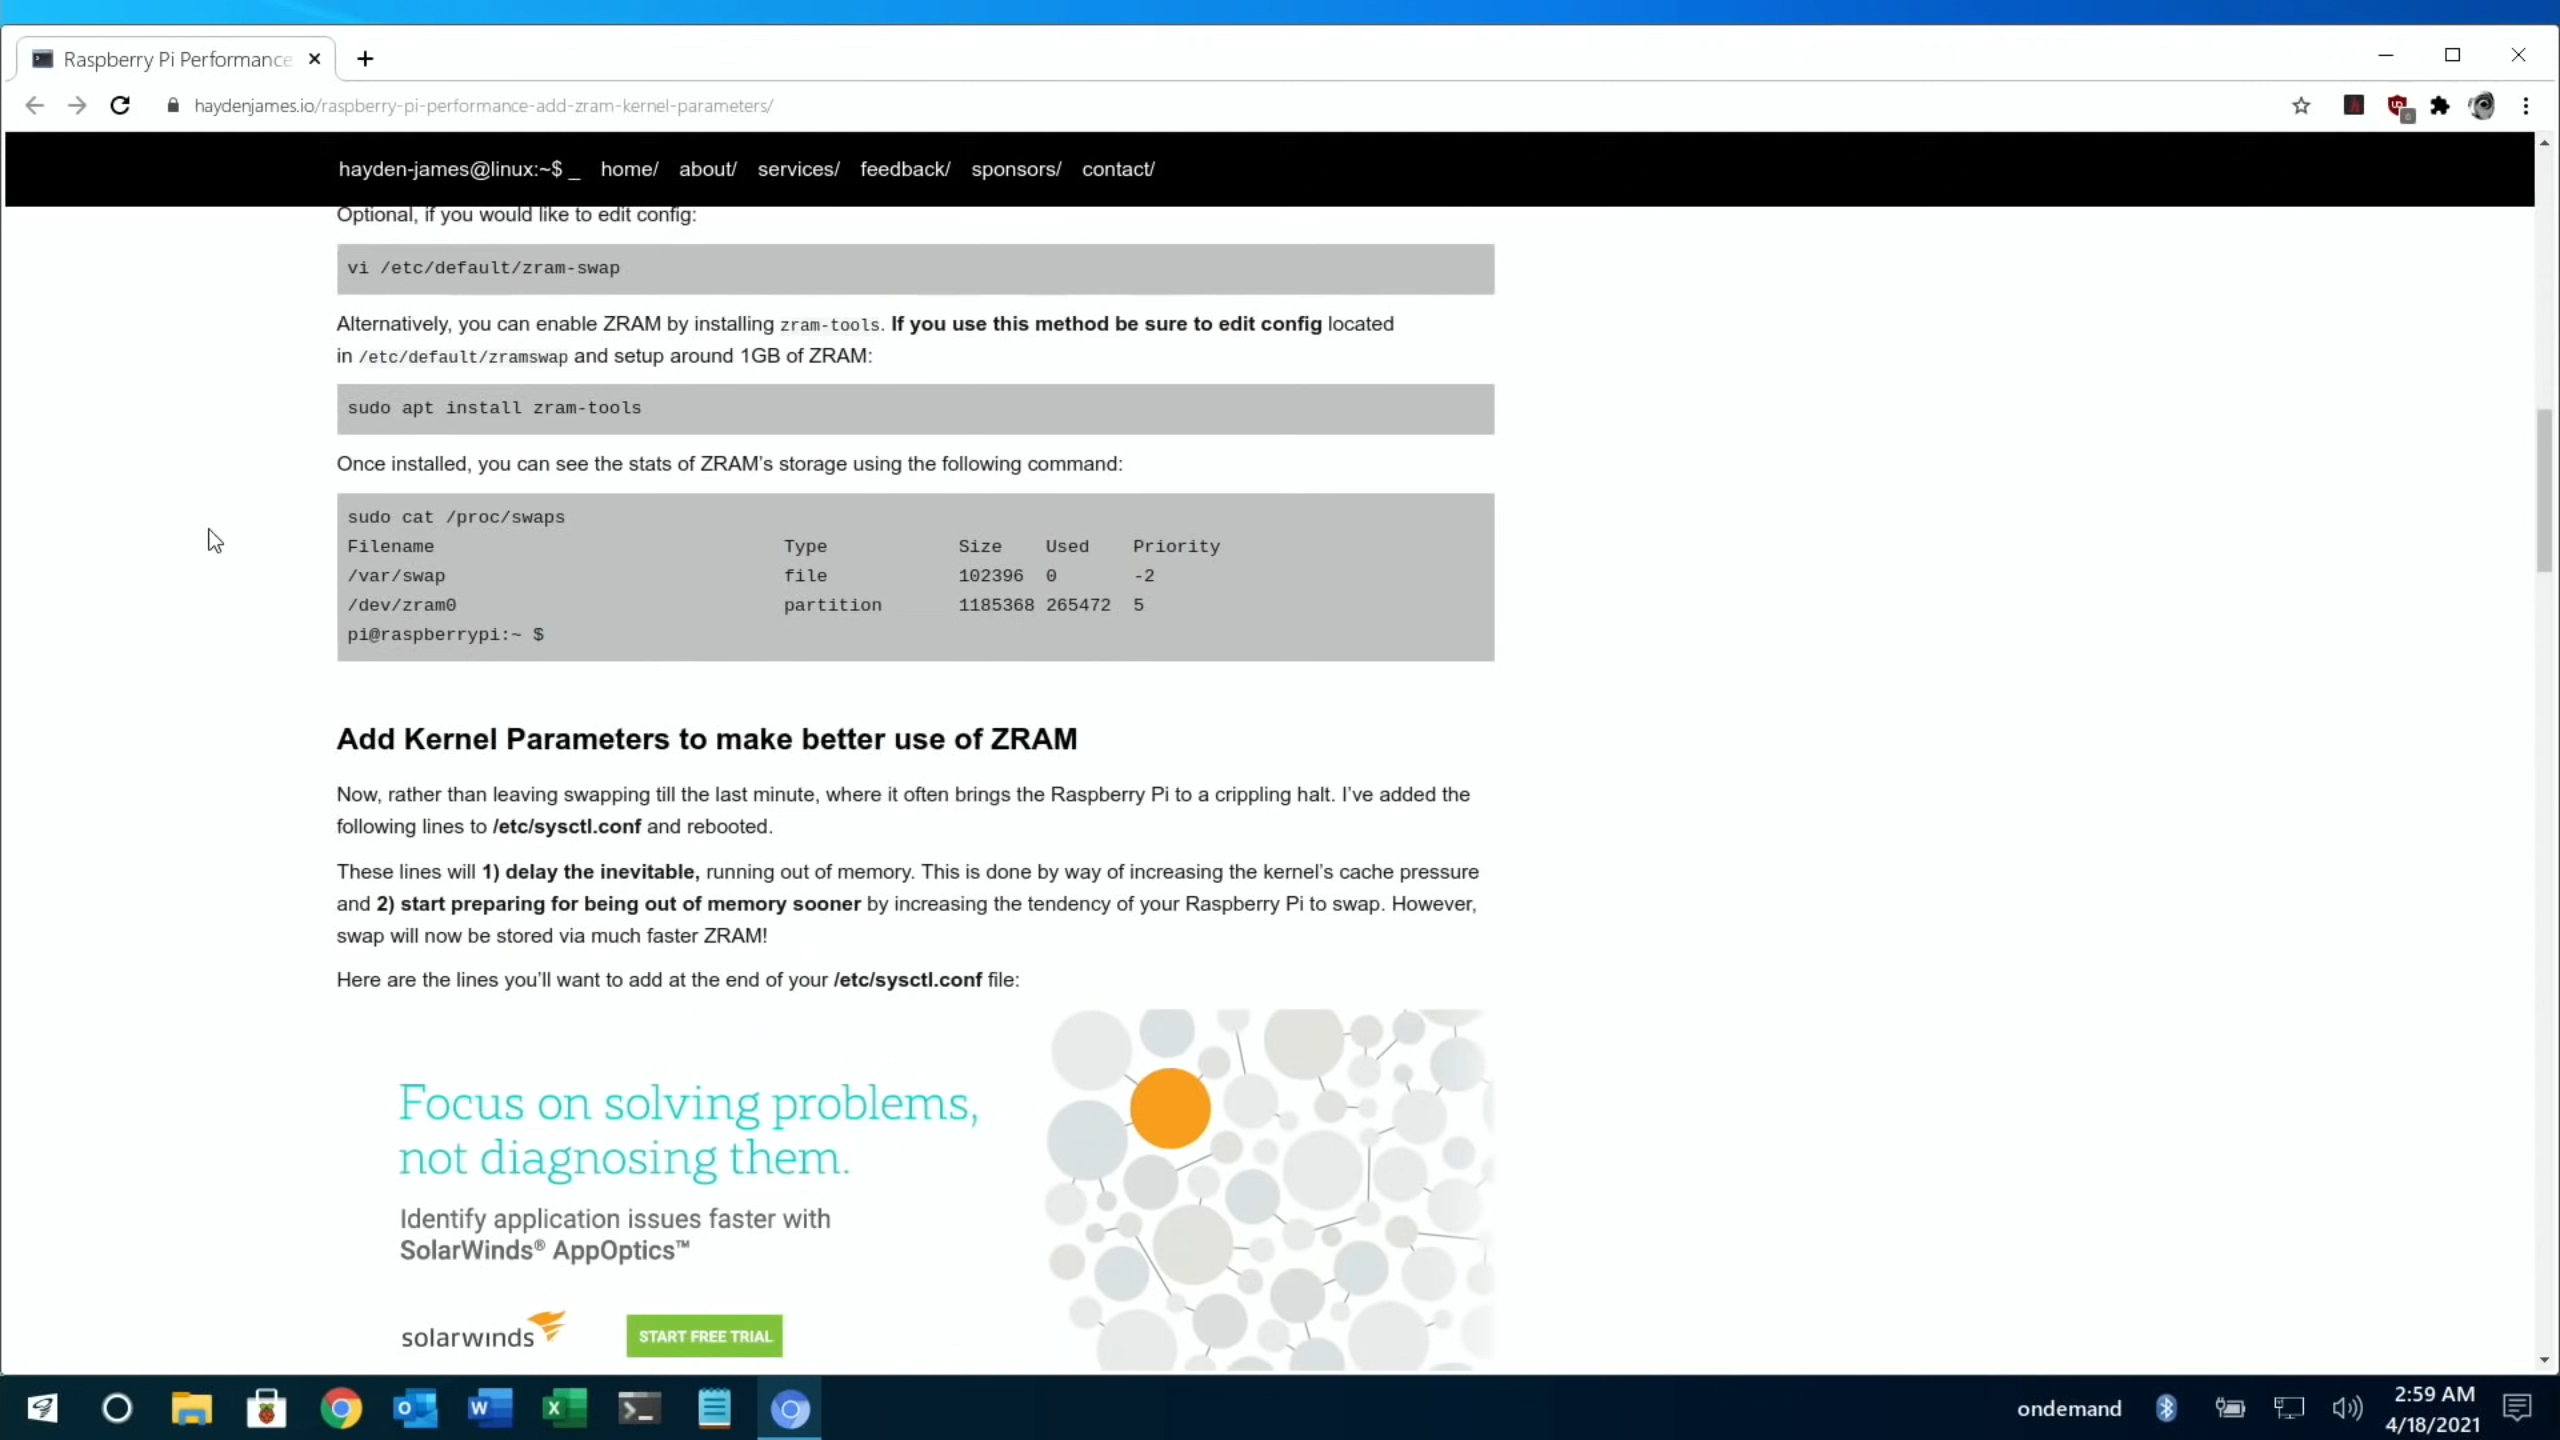 Raspberry Pi Performance
haydenjames.io/raspberry-pi-performance-add-zram-kernel-parameters/
hayden-james@linux:~$ _ home/ about/ services/ feedback/ sponsors/ contact/
Optional, if you would like to edit config:
vi /etc/default/zram-swap
Alternatively, you can enable ZRAM by installing zram-tools. If you use this method be sure to edit config located
in /etc/default/zramswap and setup around 1GB of ZRAM:
sudo apt install zram-tools
Once installed, you can see the stats of ZRAM’s storage using the following command:
sudo cat /proc/swaps
Filename Type Size Used Priority
/var/swap file 102396 0 -2
/dev/zram0 partition 1185368 265472 5
pi@raspberrypi:~ $
Add Kernel Parameters to make better use of ZRAM
Now, rather than leaving swapping till the last minute, where it often brings the Raspberry Pi to a crippling halt. I’ve added the
following lines to /etc/sysctl.conf and rebooted.
These lines will 1) delay the inevitable, running out of memory. This is done by way of increasing the kernel’s cache pressure
and 2) start preparing for being out of memory sooner by increasing the tendency of your Raspberry Pi to swap. However,
swap will now be stored via much faster ZRAM!
Here are the lines you’ll want to add at the end of your /etc/sysctl.conf file:
Focus on solving problems,
not diagnosing them.
Identify application issues faster with
SolarWinds® AppOptics™
solarwinds START FREE TRIAL
ondemand 2:59 AM
4/18/2021